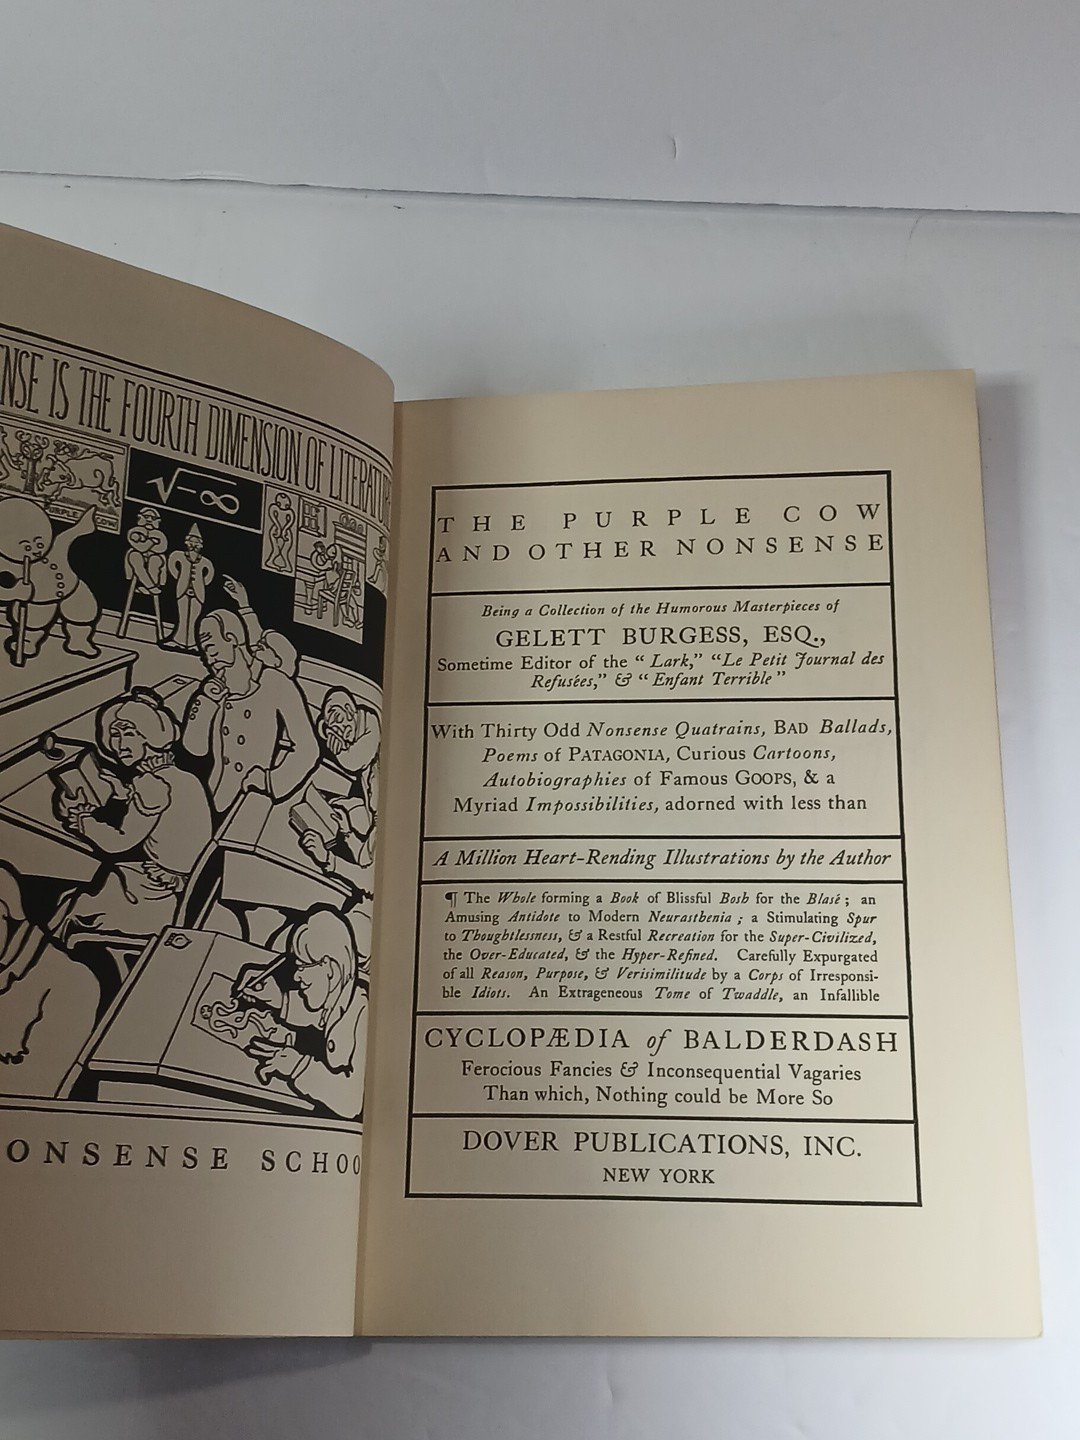 IS THE FOURTH DIMENSION OF
PURPLE COW
√-∞
NONSENSE
THE PURPLE COW
AND OTHER NONSENSE
Being a Collection of the Humorous Masterpieces of
GELETT BURGESS, ESQ.,
Sometime Editor of the “ Lark,” “Le Petit Journal des
Refusées,” & “ Enfant Terrible ”
With Thirty Odd Nonsense Quatrains, BAD Ballads,
Poems of PATAGONIA, Curious Cartoons,
Autobiographies of Famous GOOPS, & a
Myriad Impossibilities, adorned with less than
A Million Heart-Rending Illustrations by the Author
¶ The Whole forming a Book of Blissful Bosh for the Blasé ; an
Amusing Antidote to Modern Neurasthenia ; a Stimulating Spur
to Thoughtlessness, & a Restful Recreation for the Super-Civilized,
the Over-Educated, & the Hyper-Refined. Carefully Expurgated
of all Reason, Purpose, & Verisimilitude by a Corps of Irresponsi-
ble Idiots. An Extrageneous Tome of Twaddle, an Infallible
CYCLOPÆDIA of BALDERDASH
Ferocious Fancies & Inconsequential Vagaries
Than which, Nothing could be More So
DOVER PUBLICATIONS, INC.
NEW YORK